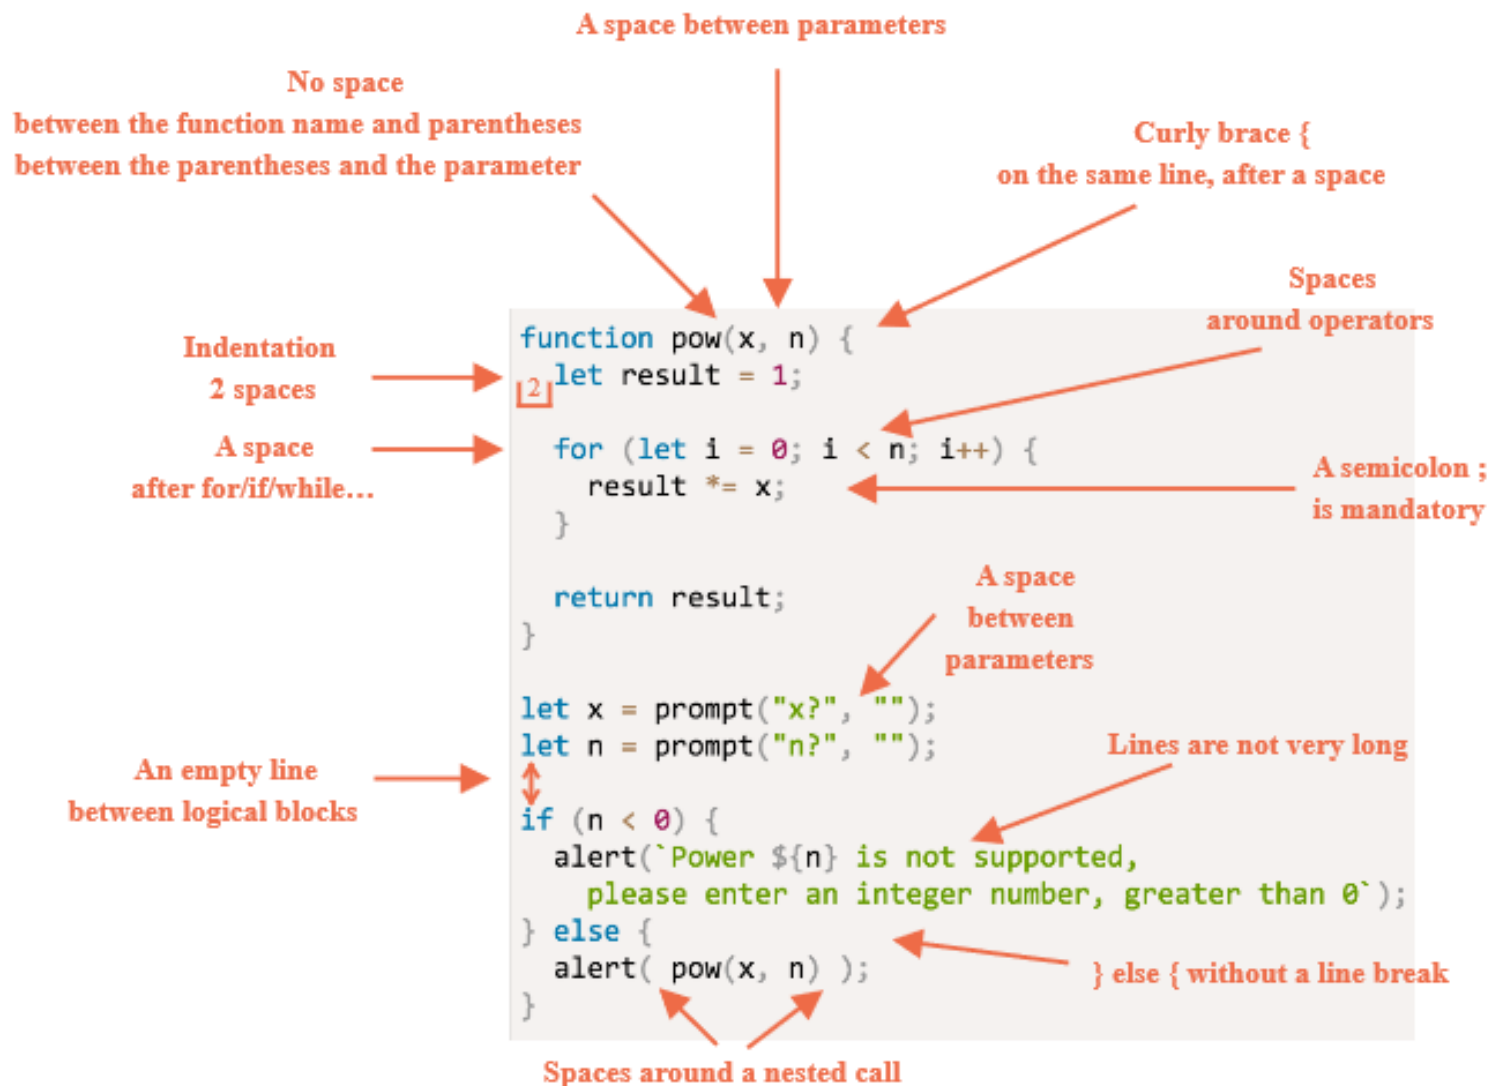 A space between parameters
No space
between the function name and parentheses
between the parentheses and the parameter
Curly brace {
on the same line, after a space
Spaces
around operators
Indentation
2 spaces
A space
after for/if/while…
function pow(x, n) {
2
  let result = 1;
  for (let i = 0; i < n; i++) {
    result *= x;
  }
  return result;
}
A semicolon ;
is mandatory
A space
between
parameters
let x = prompt("x?", "");
let n = prompt("n?", "");
An empty line
between logical blocks
Lines are not very long
if (n < 0) {
  alert(`Power ${n} is not supported,
    please enter an integer number, greater than 0`);
} else {
  alert( pow(x, n) );
}
} else { without a line break
Spaces around a nested call